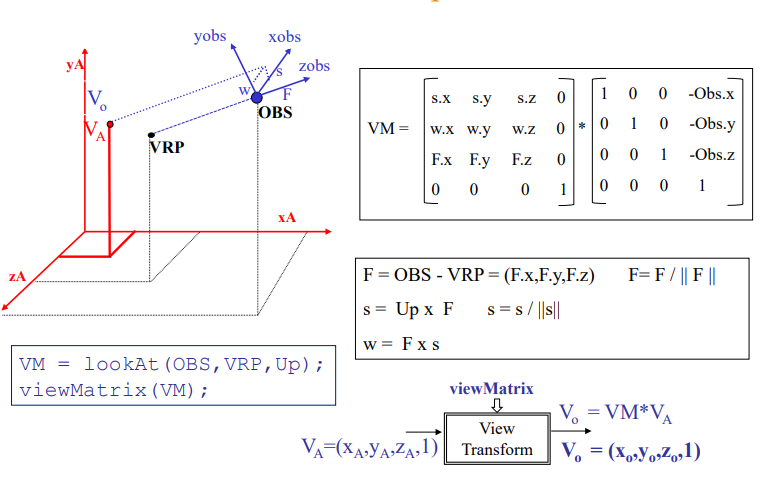 yobs
xobs
zobs
s
w
F
OBS
yA
Vo
VA
VRP
xA
zA
VM =
s.x s.y s.z 0
w.x w.y w.z 0
F.x F.y F.z 0
0 0 0 1
*
1 0 0 -Obs.x
0 1 0 -Obs.y
0 0 1 -Obs.z
0 0 0 1
F = OBS - VRP = (F.x,F.y,F.z) F= F / || F ||
s = Up x F s = s / ||s||
w = F x s
VM = lookAt(OBS,VRP,Up);
viewMatrix(VM);
viewMatrix
VA=(xA,yA,zA,1)
View
Transform
Vo = VM*VA
Vo = (xo,yo,zo,1)